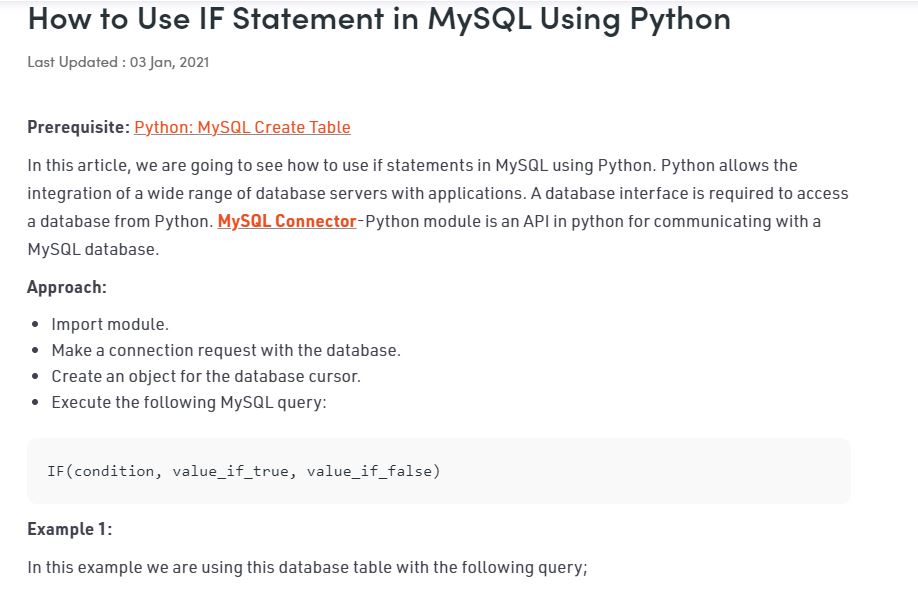 How to Use IF Statement in MySQL Using Python
Last Updated : 03 Jan, 2021
Prerequisite: Python: MySQL Create Table
In this article, we are going to see how to use if statements in MySQL using Python. Python allows the
integration of a wide range of database servers with applications. A database interface is required to access
a database from Python. MySQL Connector-Python module is an API in python for communicating with a
MySQL database.
Approach:
• Import module.
• Make a connection request with the database.
• Create an object for the database cursor.
• Execute the following MySQL query:
IF(condition, value_if_true, value_if_false)
Example 1:
In this example we are using this database table with the following query;